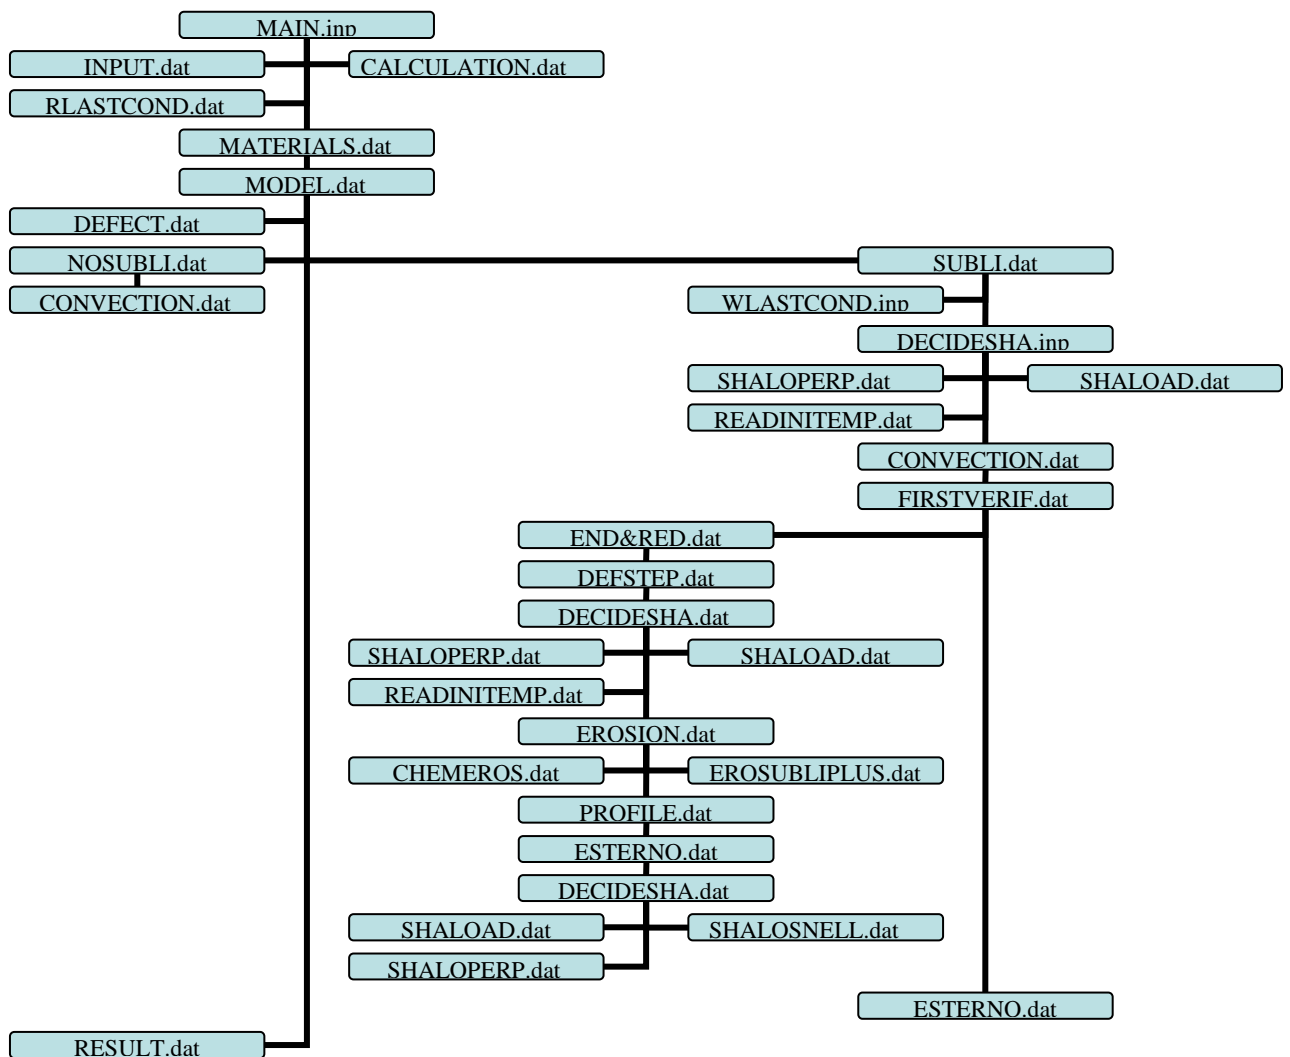 MAIN.inp
INPUT.dat
CALCULATION.dat
RLASTCOND.dat
MATERIALS.dat
MODEL.dat
DEFECT.dat
NOSUBLI.dat
SUBLI.dat
CONVECTION.dat
WLASTCOND.inp
DECIDESHA.inp
SHALOPERP.dat
SHALOAD.dat
READINITEMP.dat
CONVECTION.dat
FIRSTVERIF.dat
END&RED.dat
DEFSTEP.dat
DECIDESHA.dat
SHALOPERP.dat
SHALOAD.dat
READINITEMP.dat
EROSION.dat
CHEMEROS.dat
EROSUBLIPLUS.dat
PROFILE.dat
ESTERNO.dat
DECIDESHA.dat
SHALOAD.dat
SHALOSNELL.dat
SHALOPERP.dat
ESTERNO.dat
RESULT.dat